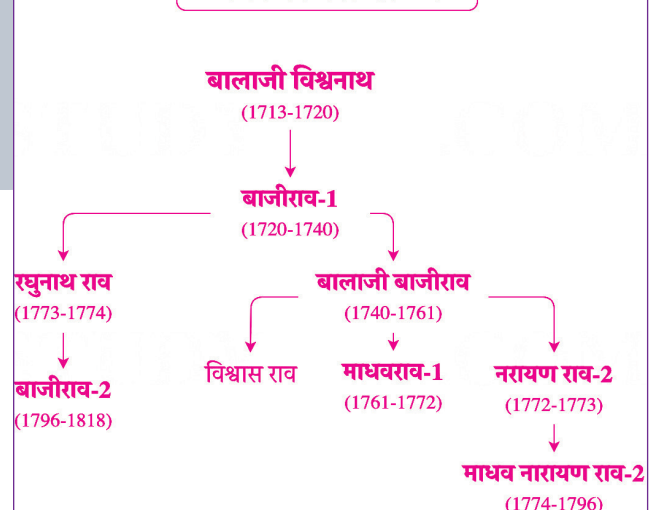 बालाजी विश्वनाथ
(1713-1720)
बाजीराव-1
(1720-1740)
रघुनाथ राव
(1773-1774)
बालाजी बाजीराव
(1740-1761)
बाजीराव-2
(1796-1818)
विश्वास राव
माधवराव-1
(1761-1772)
नरायण राव-2
(1772-1773)
माधव नारायण राव-2
(1774-1796)